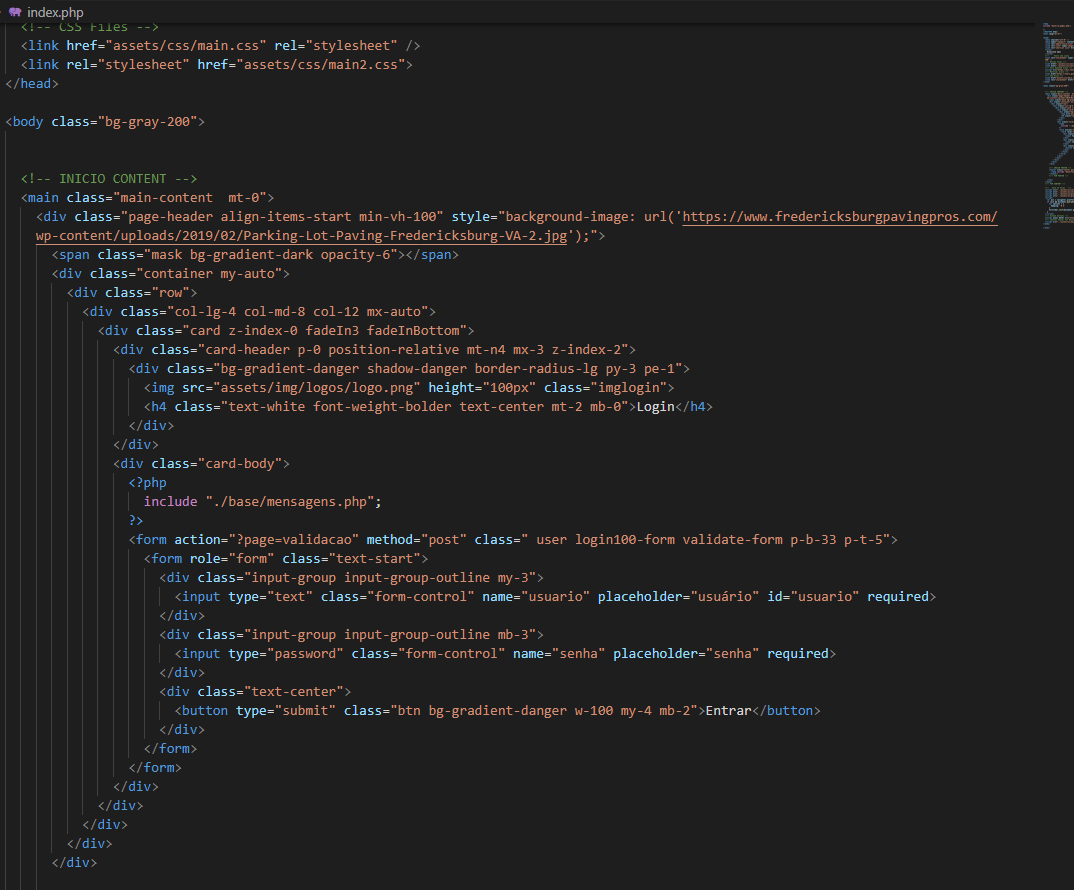 index.php
<!-- CSS Files -->
<link href="assets/css/main.css" rel="stylesheet" />
<link rel="stylesheet" href="assets/css/main2.css">
</head>
<body class="bg-gray-200">
<!-- INICIO CONTENT -->
<main class="main-content  mt-0">
<div class="page-header align-items-start min-vh-100" style="background-image: url('https://www.fredericksburgpavingpros.com/
wp-content/uploads/2019/02/Parking-Lot-Paving-Fredericksburg-VA-2.jpg');">
<span class="mask bg-gradient-dark opacity-6"></span>
<div class="container my-auto">
<div class="row">
<div class="col-lg-4 col-md-8 col-12 mx-auto">
<div class="card z-index-0 fadeIn3 fadeInBottom">
<div class="card-header p-0 position-relative mt-n4 mx-3 z-index-2">
<div class="bg-gradient-danger shadow-danger border-radius-lg py-3 pe-1">
<img src="assets/img/logos/logo.png" height="100px" class="imglogin">
<h4 class="text-white font-weight-bolder text-center mt-2 mb-0">Login</h4>
</div>
</div>
<div class="card-body">
<?php
include "./base/mensagens.php";
?>
<form action="?page=validacao" method="post" class=" user login100-form validate-form p-b-33 p-t-5">
<form role="form" class="text-start">
<div class="input-group input-group-outline my-3">
<input type="text" class="form-control" name="usuario" placeholder="usuário" id="usuario" required>
</div>
<div class="input-group input-group-outline mb-3">
<input type="password" class="form-control" name="senha" placeholder="senha" required>
</div>
<div class="text-center">
<button type="submit" class="btn bg-gradient-danger w-100 my-4 mb-2">Entrar</button>
</div>
</form>
</form>
</div>
</div>
</div>
</div>
</div>